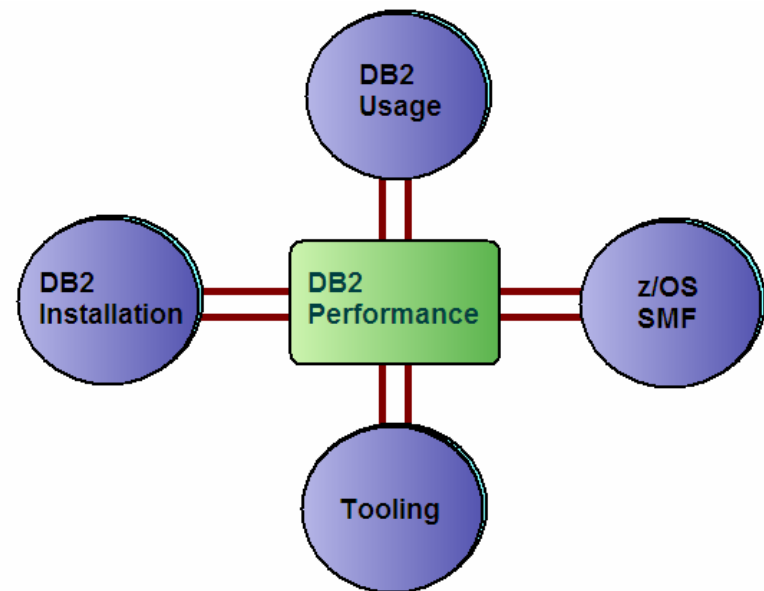 DB2
Usage
DB2
Installation
DB2
Performance
z/OS
SMF
Tooling